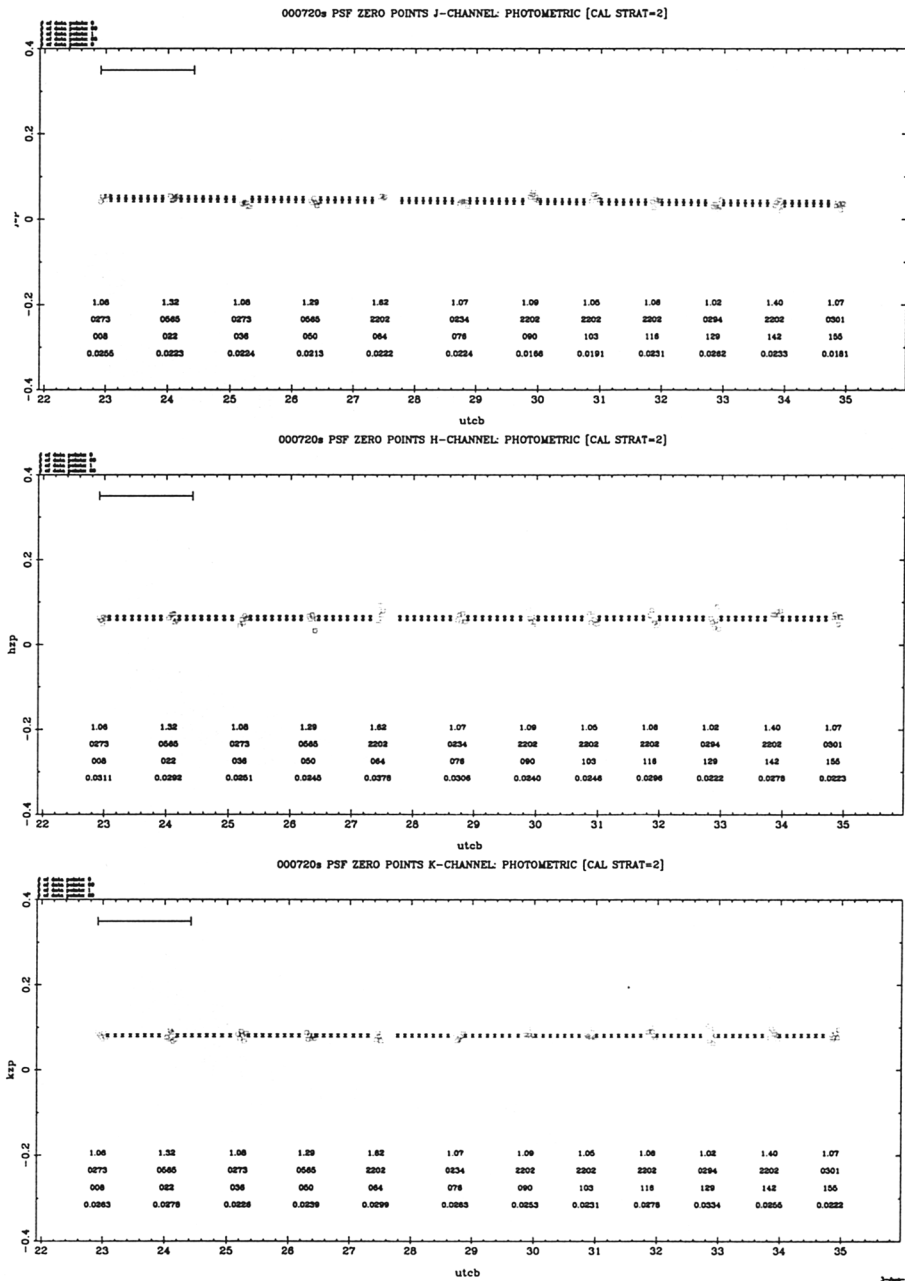 000720s PSF ZERO POINTS J-CHANNEL: PHOTOMETRIC [CAL STRAT=2]
0.4
0.2
0
-0.2
-0.4
1.06 1.32 1.08 1.29 1.62 1.07 1.09 1.05 1.06 1.02 1.40 1.07
0273 0565 0273 0565 2202 0234 2202 2202 2202 0294 2202 0301
008 022 036 050 064 076 090 103 116 129 142 155
0.0255 0.0223 0.0224 0.0213 0.0222 0.0224 0.0166 0.0191 0.0231 0.0262 0.0233 0.0181
22 23 24 25 26 27 28 29 30 31 32 33 34 35
utcb
000720s PSF ZERO POINTS H-CHANNEL: PHOTOMETRIC [CAL STRAT=2]
0.4
0.2
hzp
0
-0.2
-0.4
1.06 1.32 1.08 1.29 1.62 1.07 1.09 1.05 1.06 1.02 1.40 1.07
0273 0565 0273 0565 2202 0234 2202 2202 2202 0294 2202 0301
008 022 036 050 064 076 090 103 116 129 142 155
0.0311 0.0292 0.0251 0.0245 0.0376 0.0306 0.0240 0.0246 0.0296 0.0222 0.0276 0.0223
22 23 24 25 26 27 28 29 30 31 32 33 34 35
utcb
000720s PSF ZERO POINTS K-CHANNEL: PHOTOMETRIC [CAL STRAT=2]
0.4
0.2
kzp
0
-0.2
-0.4
1.06 1.32 1.08 1.29 1.62 1.07 1.09 1.05 1.06 1.02 1.40 1.07
0273 0565 0273 0565 2202 0234 2202 2202 2202 0294 2202 0301
008 022 036 050 064 076 090 103 116 129 142 155
0.0263 0.0276 0.0226 0.0239 0.0299 0.0263 0.0253 0.0231 0.0276 0.0334 0.0255 0.0222
22 23 24 25 26 27 28 29 30 31 32 33 34 35
utcb